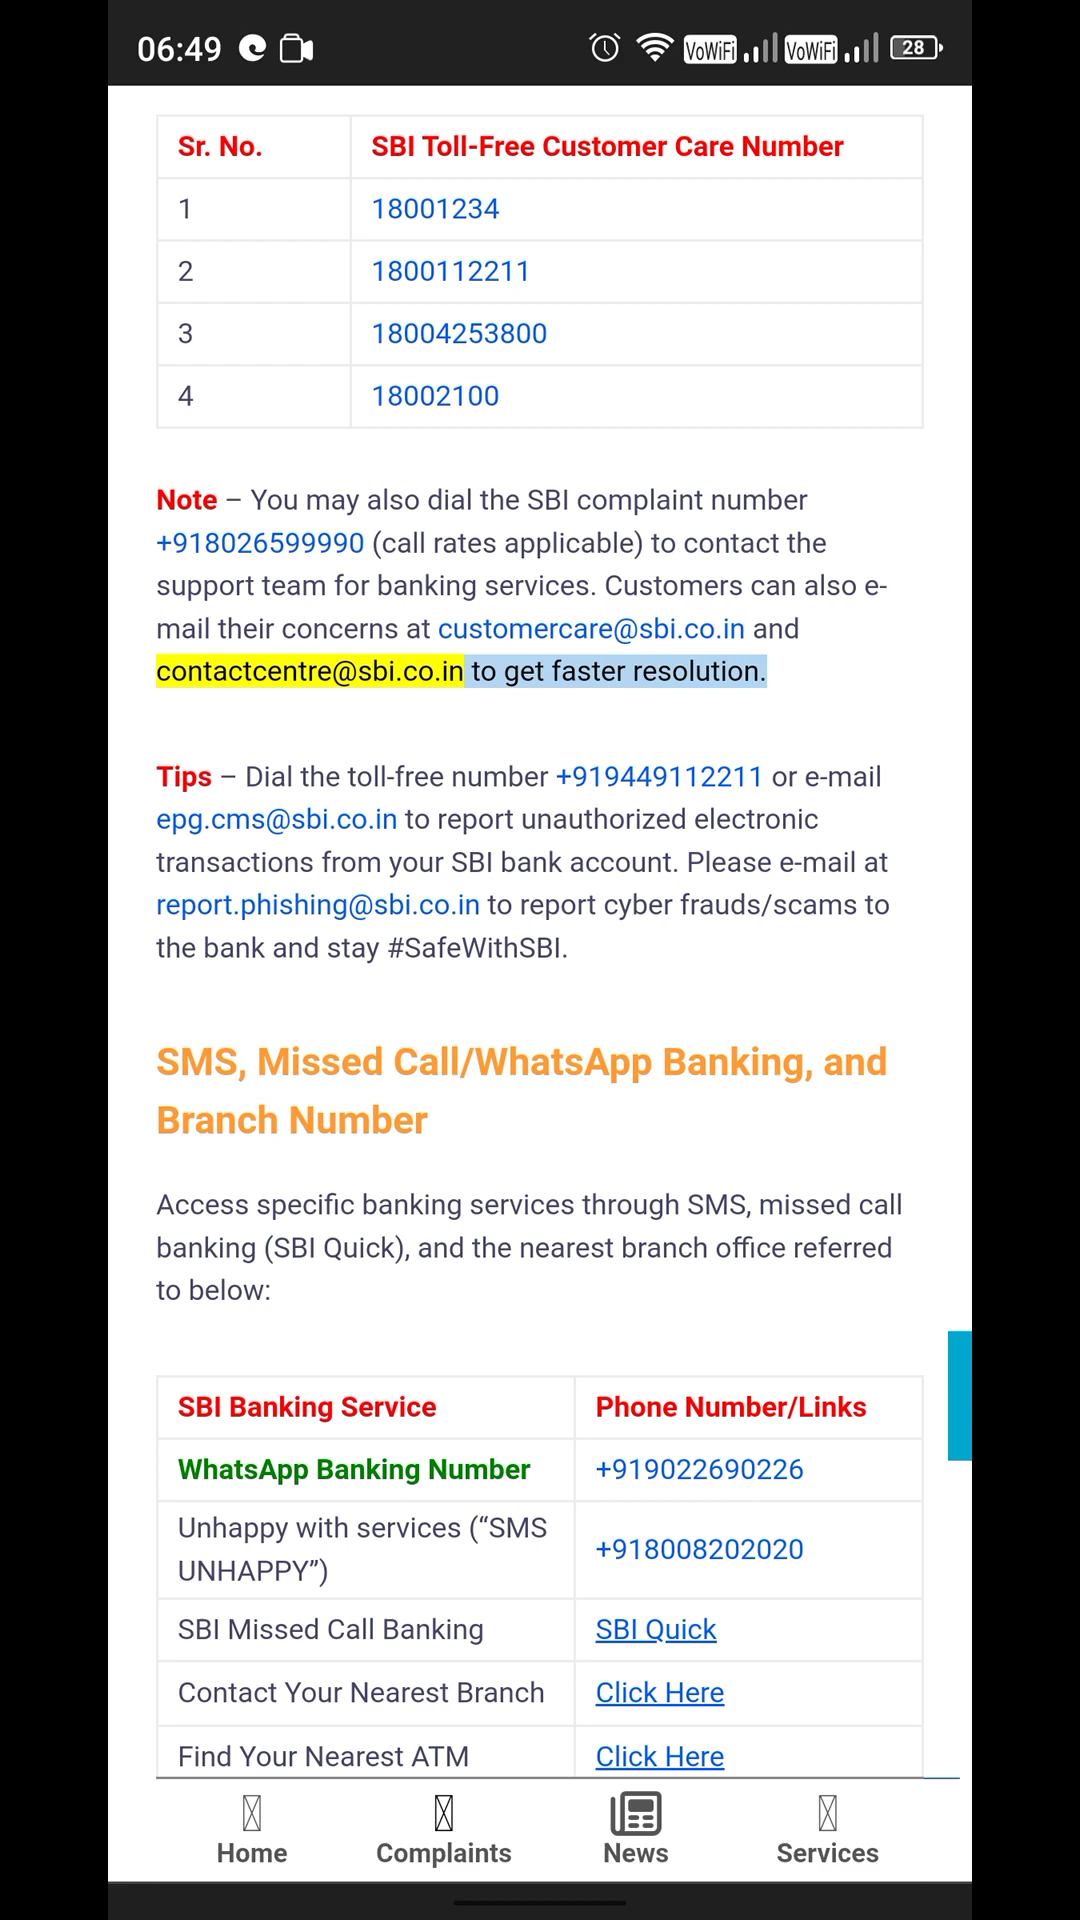 06:49 VoWiFi VoWiFi 28
Sr. No. SBI Toll-Free Customer Care Number
1 18001234
2 1800112211
3 18004253800
4 18002100
Note – You may also dial the SBI complaint number
+918026599990 (call rates applicable) to contact the
support team for banking services. Customers can also e-
mail their concerns at customercare@sbi.co.in and
contactcentre@sbi.co.in to get faster resolution.
Tips – Dial the toll-free number +919449112211 or e-mail
epg.cms@sbi.co.in to report unauthorized electronic
transactions from your SBI bank account. Please e-mail at
report.phishing@sbi.co.in to report cyber frauds/scams to
the bank and stay #SafeWithSBI.
SMS, Missed Call/WhatsApp Banking, and
Branch Number
Access specific banking services through SMS, missed call
banking (SBI Quick), and the nearest branch office referred
to below:
SBI Banking Service Phone Number/Links
WhatsApp Banking Number +919022690226
Unhappy with services (“SMS
UNHAPPY”) +918008202020
SBI Missed Call Banking SBI Quick
Contact Your Nearest Branch Click Here
Find Your Nearest ATM Click Here
Home Complaints News Services